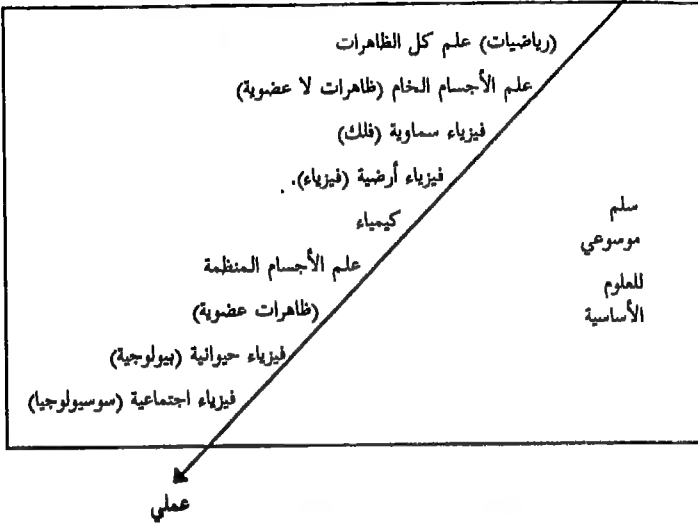 (رياضيات) علم كل الظاهرات
علم الأجسام الخام (ظاهرات لا عضوية)
فيزياء سماوية (فلك)
فيزياء أرضية (فيزياء).
كيمياء
علم الأجسام المنظمة
(ظاهرات عضوية)
فيزياء حيوانية (بيولوجية)
فيزياء اجتماعية (سوسيولوجيا)
سلم
موسوعي
للعلوم
الأساسية
عملي